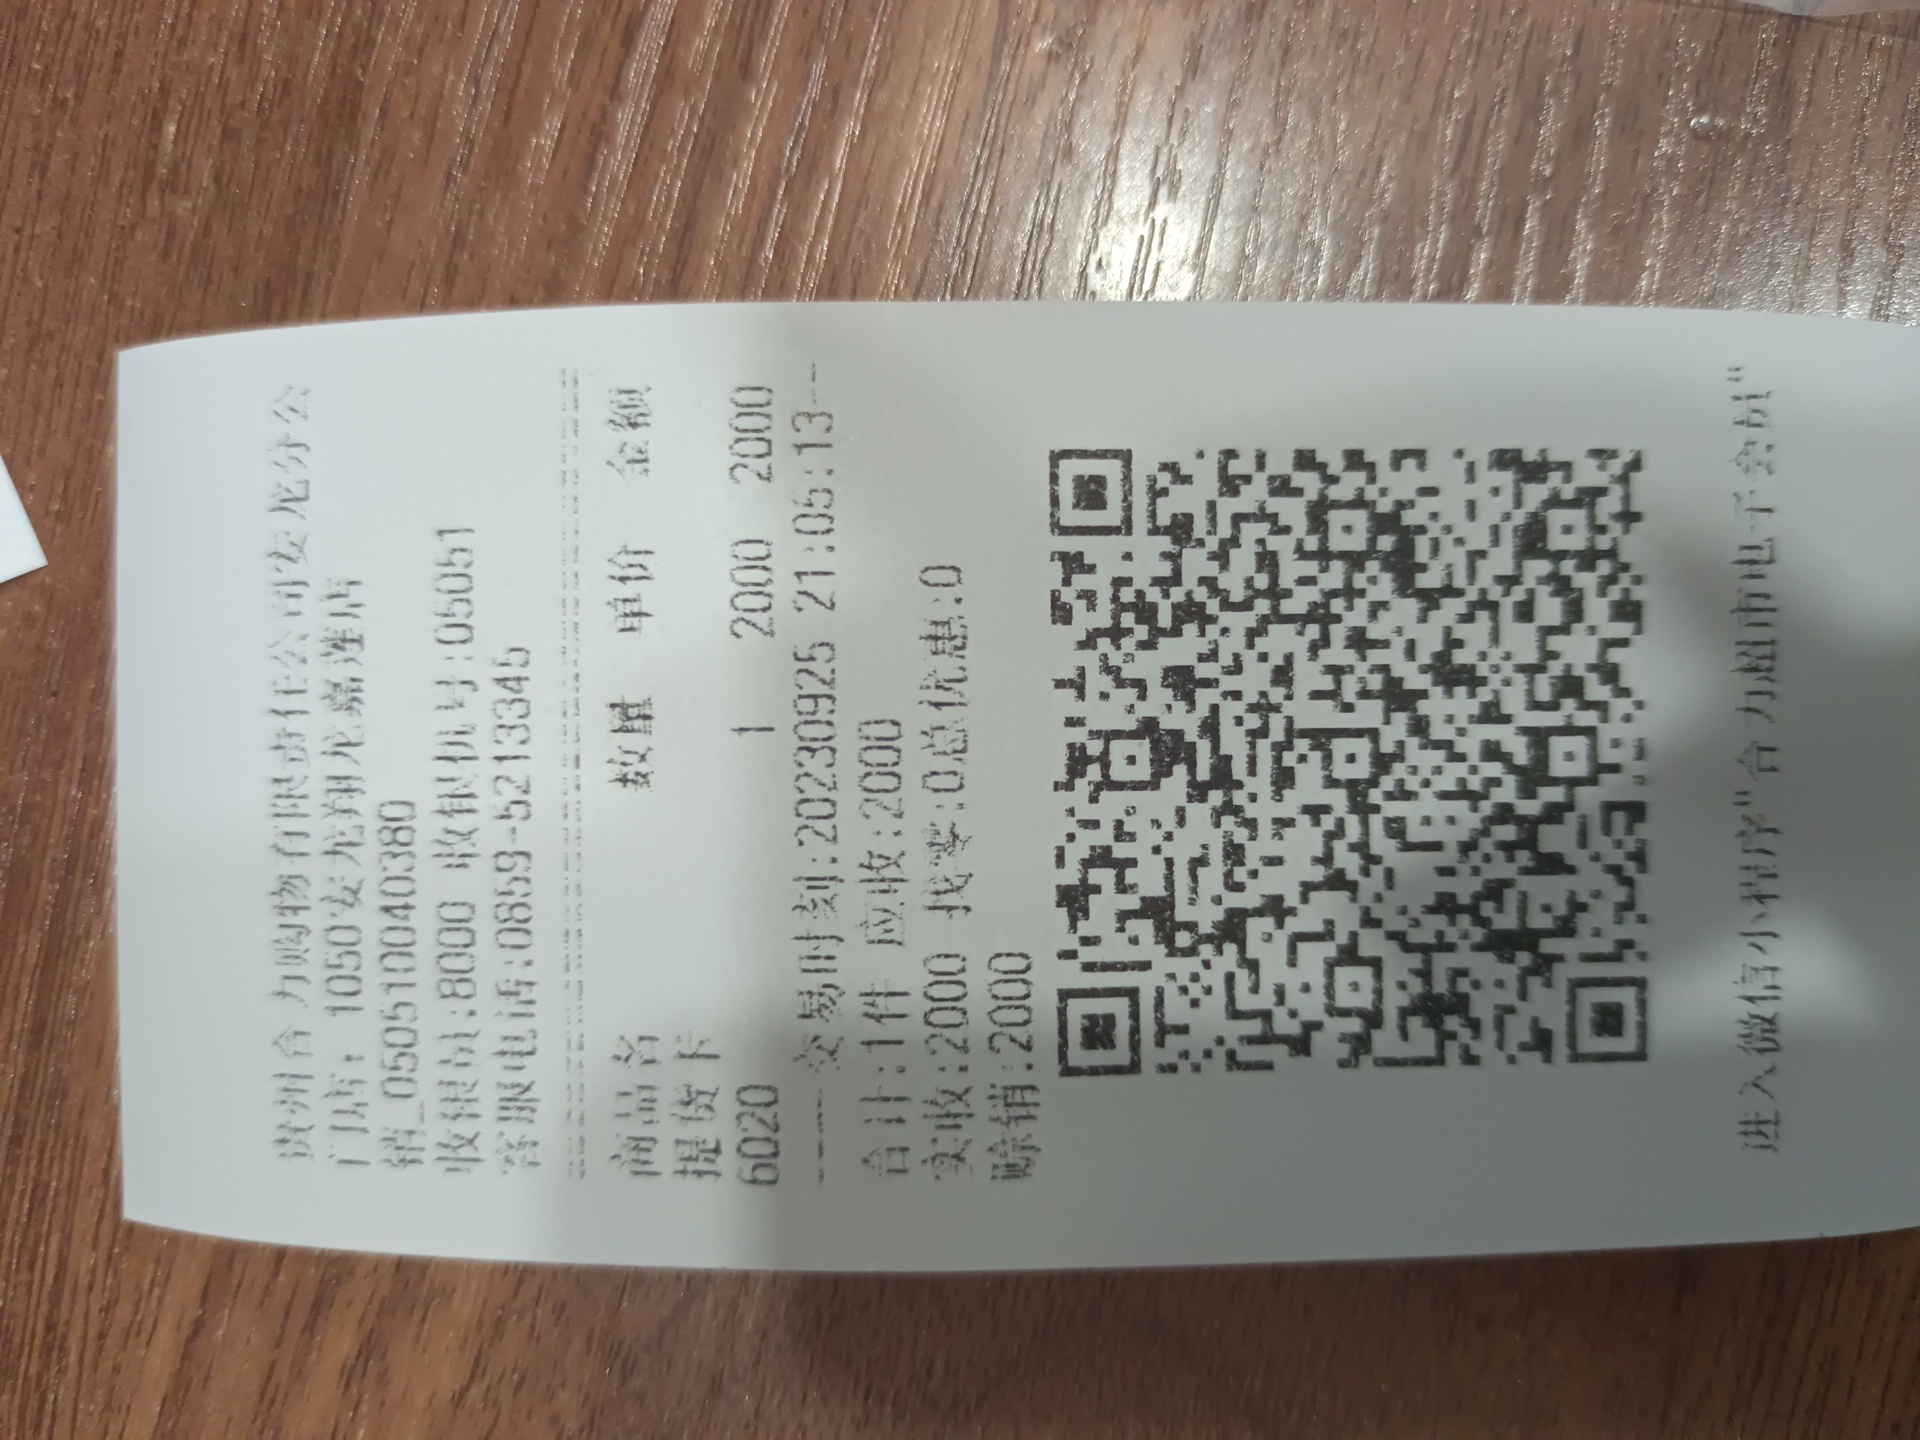 贵州合力购物有限责任公司安龙分公
门店: 1050安龙翔龙嘉莲店
销_050510040380
收银员:8000 收银机号:05051
客服电话:0859-5213345
商品名 数量 单价 金额
提货卡
6020 1 2000 2000
-----交易时刻:20230925 21:05:13--
合计:1件 应收:2000
实收:2000 找零:0总优惠:0
赊销:2000
进入微信小程序"合力超市电子会员"